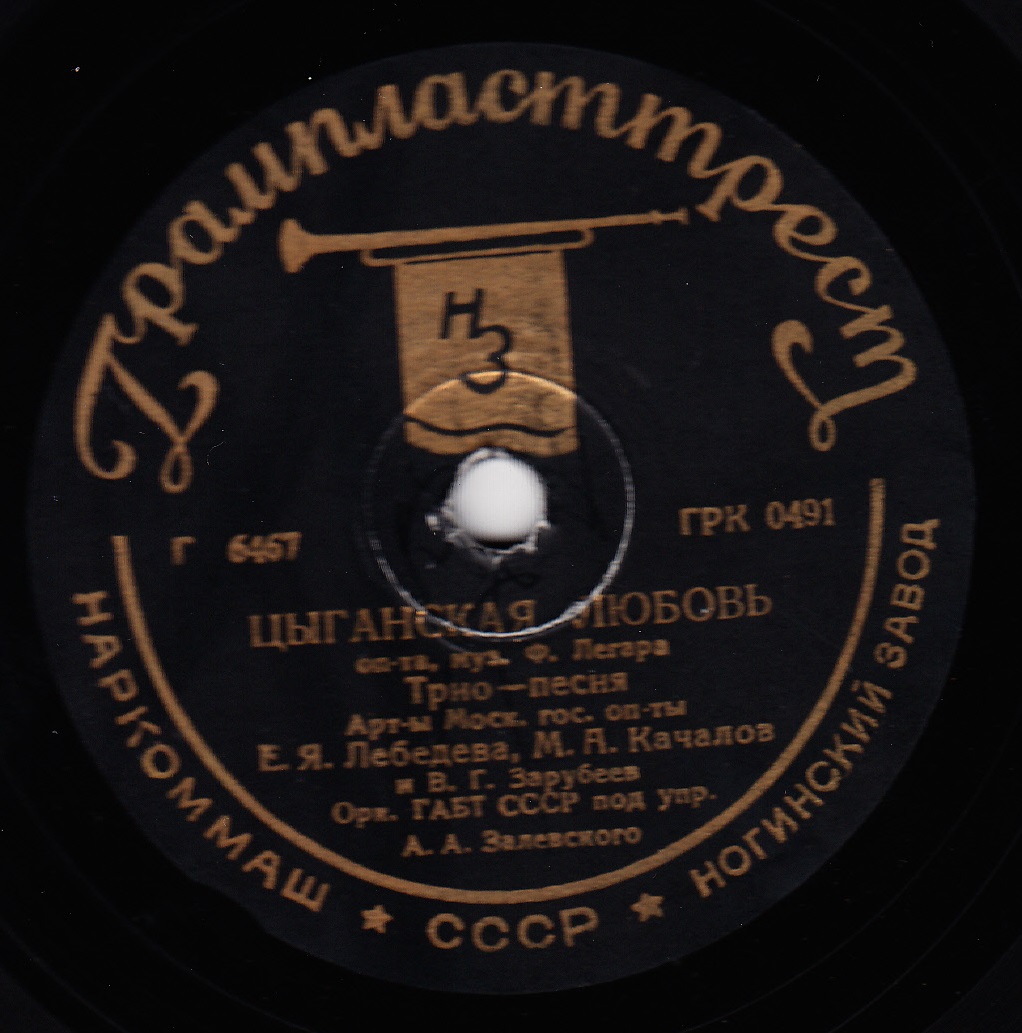 Грампласттрест
НЗ
Г 6467
ГРК 0491
ЦЫГАНСКАЯ ЛЮБОВЬ
оп-та, муз. Ф. Легара
Трио—песня
Арт-ы Моск. гос. оп-ты
Е. Я. Лебедева, М. А. Качалов
и В. Г. Зарубеев
Орк. ГАБТ СССР под упр.
А. А. Залевского
НАРКОММАШ ★ СССР ★ НОГИНСКИЙ ЗАВОД